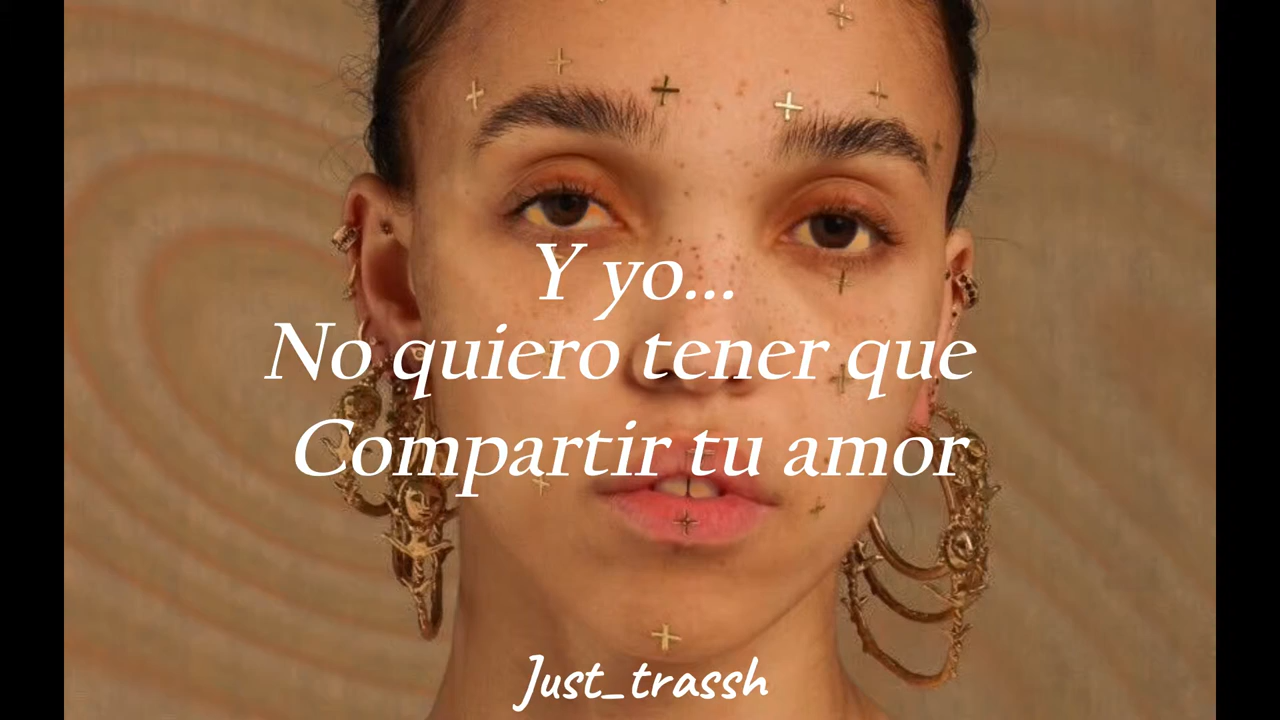 Y yo...
No quiero tener que
Compartir tu amor
Just_trassh